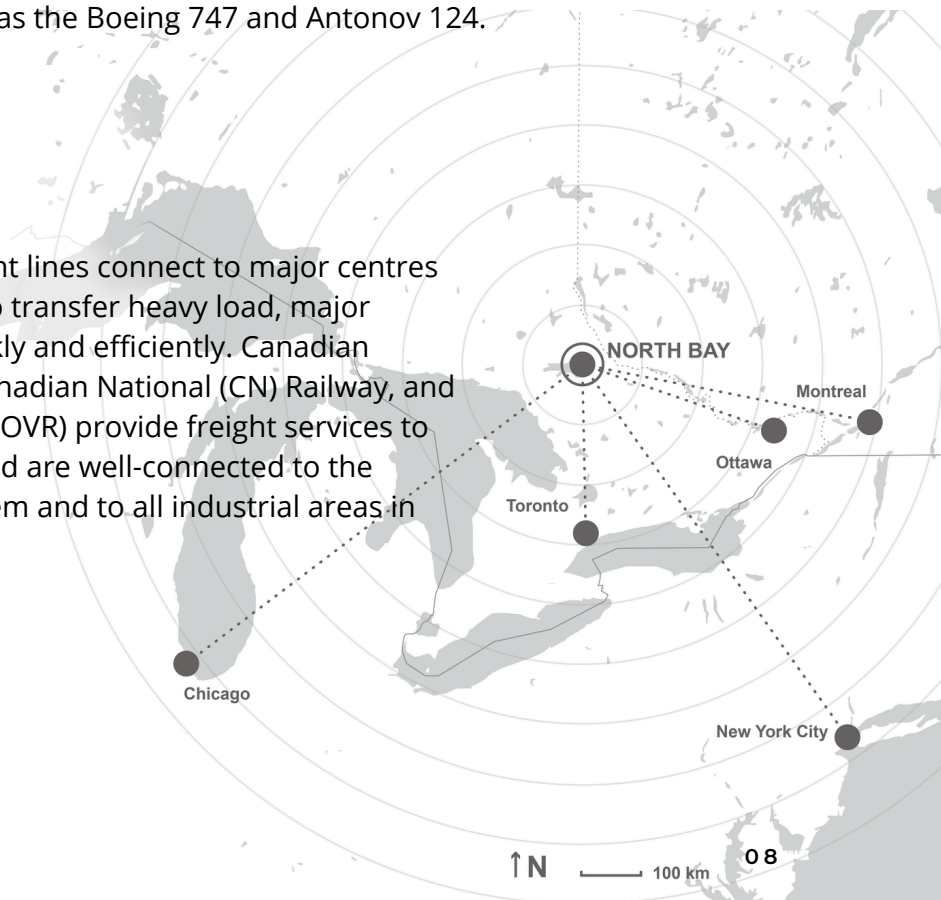 as the Boeing 747 and Antonov 124.
nt lines connect to major centres
o transfer heavy load, major
kly and efficiently. Canadian
nadian National (CN) Railway, and
OVR) provide freight services to
d are well-connected to the
em and to all industrial areas in
NORTH BAY
Montreal
Ottawa
Toronto
Chicago
New York City
↑N
100 km
08